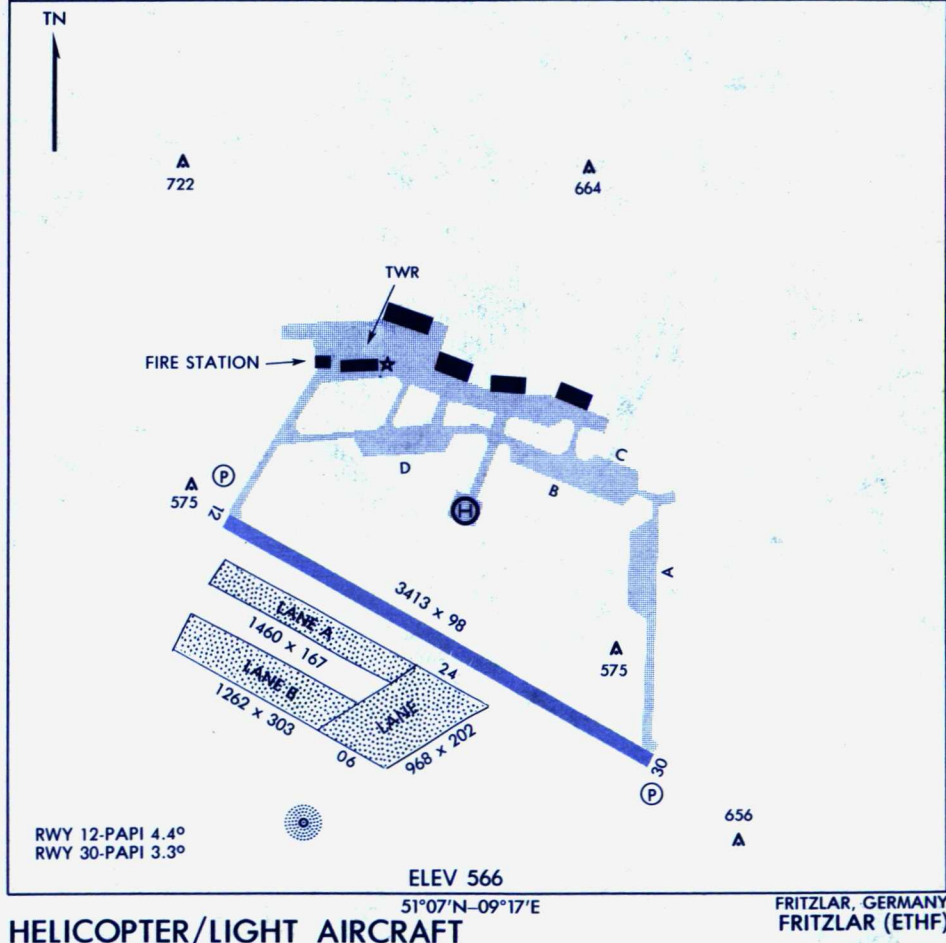 TN
722
664
TWR
FIRE STATION
C
D
B
P
575
12
H
A
3413 x 98
LANE A
1460 x 167
575
LANE B
24
1262 x 303
LANE
968 x 202
06
30
P
656
RWY 12-PAPI 4.4º
RWY 30-PAPI 3.3º
ELEV 566
51°07'N–09°17'E
FRITZLAR, GERMANY
HELICOPTER/LIGHT AIRCRAFT
FRITZLAR (ETHF)